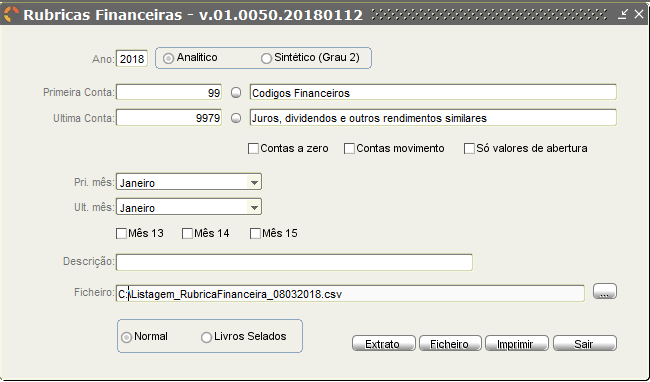 Rubricas Financeiras - v.01.0050.20180112
Ano: 2018 Analitico Sintético (Grau 2)
Primeira Conta: 99 Codigos Financeiros
Ultima Conta: 9979 Juros, dividendos e outros rendimentos similares
Contas a zero Contas movimento Só valores de abertura
Pri. mês: Janeiro
Ult. mês: Janeiro
Mês 13 Mês 14 Mês 15
Descrição:
Ficheiro: C:\Listagem_RubricaFinanceira_08032018.csv ...
Normal Livros Selados
Extrato Ficheiro Imprimir Sair